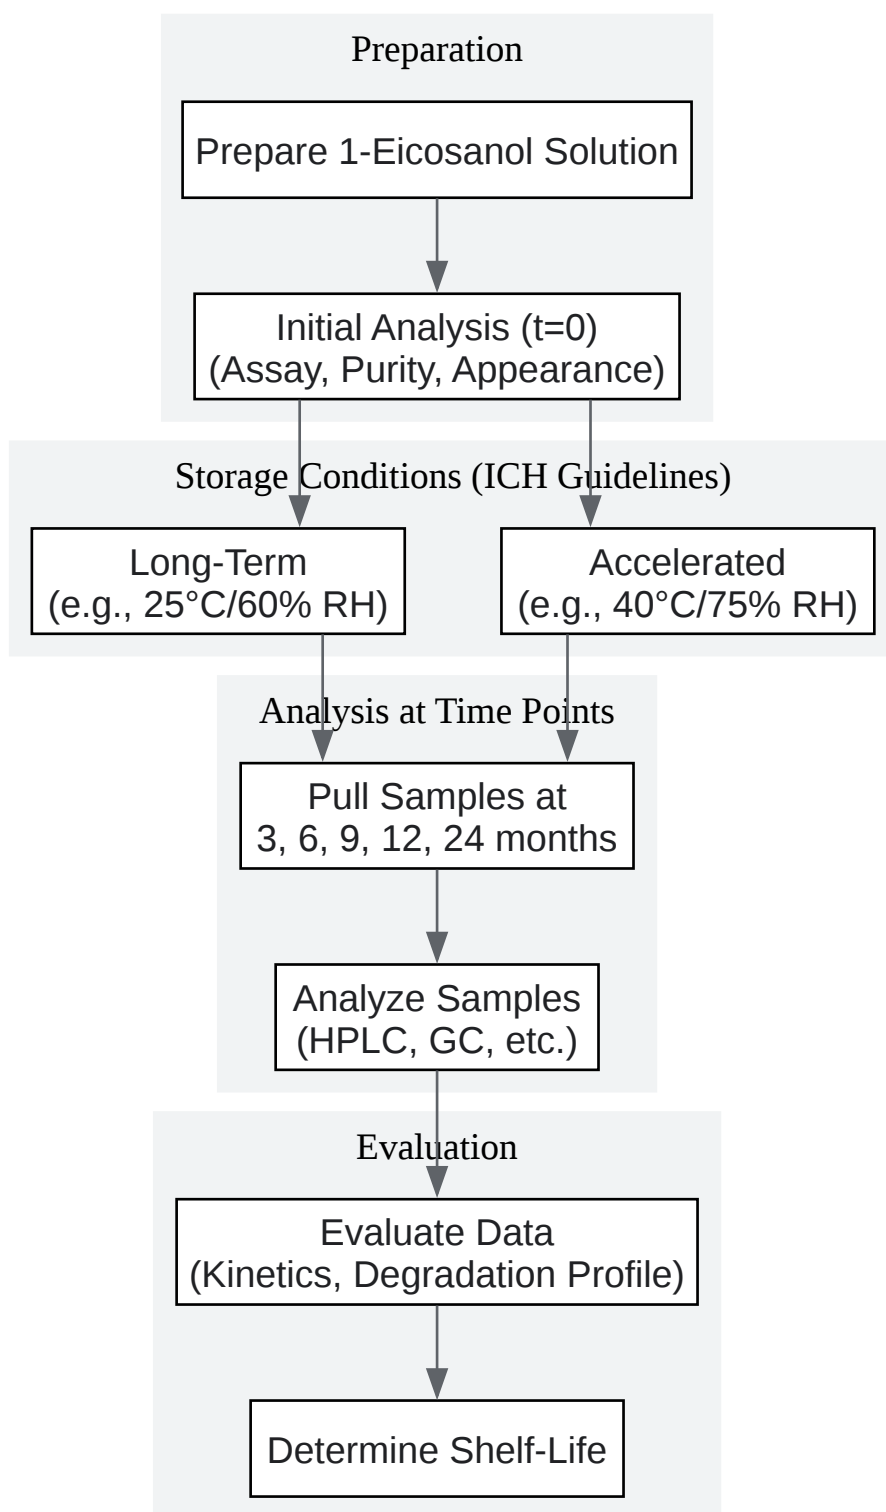 Preparation
Prepare 1-Eicosanol Solution
Initial Analysis (t=0)
(Assay, Purity, Appearance)
Storage Conditions (ICH Guidelines)
Long-Term
(e.g., 25°C/60% RH)
Accelerated
(e.g., 40°C/75% RH)
Analysis at Time Points
Pull Samples at
3, 6, 9, 12, 24 months
Analyze Samples
(HPLC, GC, etc.)
Evaluation
Evaluate Data
(Kinetics, Degradation Profile)
Determine Shelf-Life